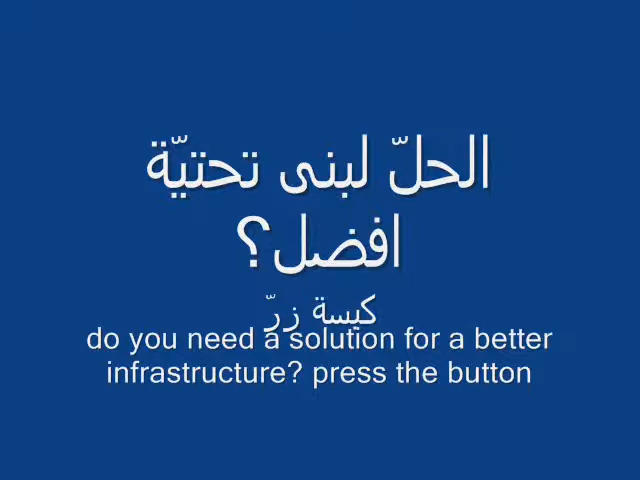 الحلّ لبنى تحتيّة
افضل؟
كبسة زرّ
do you need a solution for a better
infrastructure? press the button